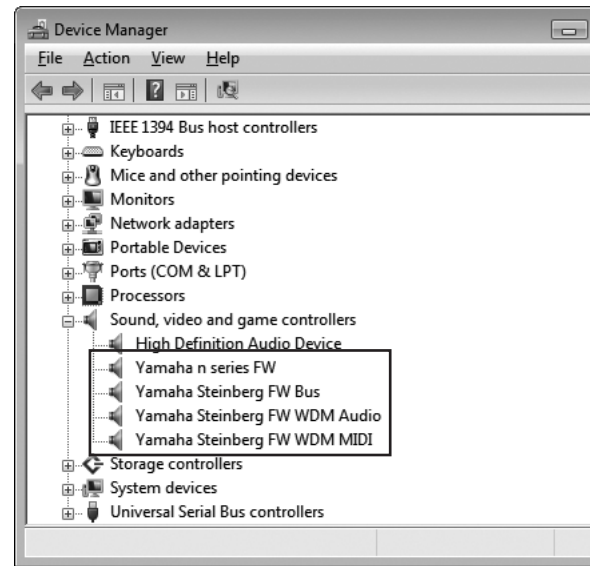 Device Manager
File Action View Help
IEEE 1394 Bus host controllers
Keyboards
Mice and other pointing devices
Monitors
Network adapters
Portable Devices
Ports (COM & LPT)
Processors
Sound, video and game controllers
High Definition Audio Device
Yamaha n series FW
Yamaha Steinberg FW Bus
Yamaha Steinberg FW WDM Audio
Yamaha Steinberg FW WDM MIDI
Storage controllers
System devices
Universal Serial Bus controllers